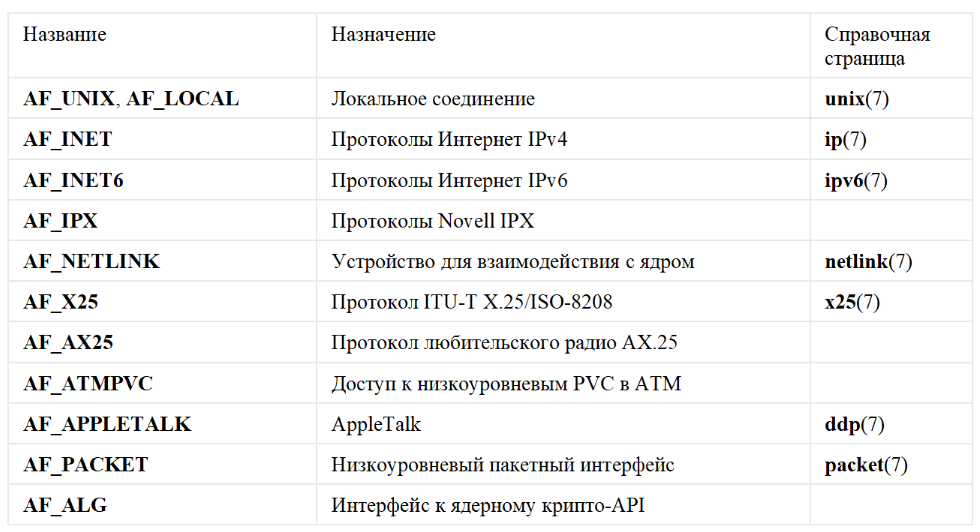 Название Назначение Справочная
страница
AF_UNIX, AF_LOCAL Локальное соединение unix(7)
AF_INET Протоколы Интернет IPv4 ip(7)
AF_INET6 Протоколы Интернет IPv6 ipv6(7)
AF_IPX Протоколы Novell IPX
AF_NETLINK Устройство для взаимодействия с ядром netlink(7)
AF_X25 Протокол ITU-T X.25/ISO-8208 x25(7)
AF_AX25 Протокол любительского радио AX.25
AF_ATMPVC Доступ к низкоуровневым PVC в ATM
AF_APPLETALK AppleTalk ddp(7)
AF_PACKET Низкоуровневый пакетный интерфейс packet(7)
AF_ALG Интерфейс к ядерному крипто-API